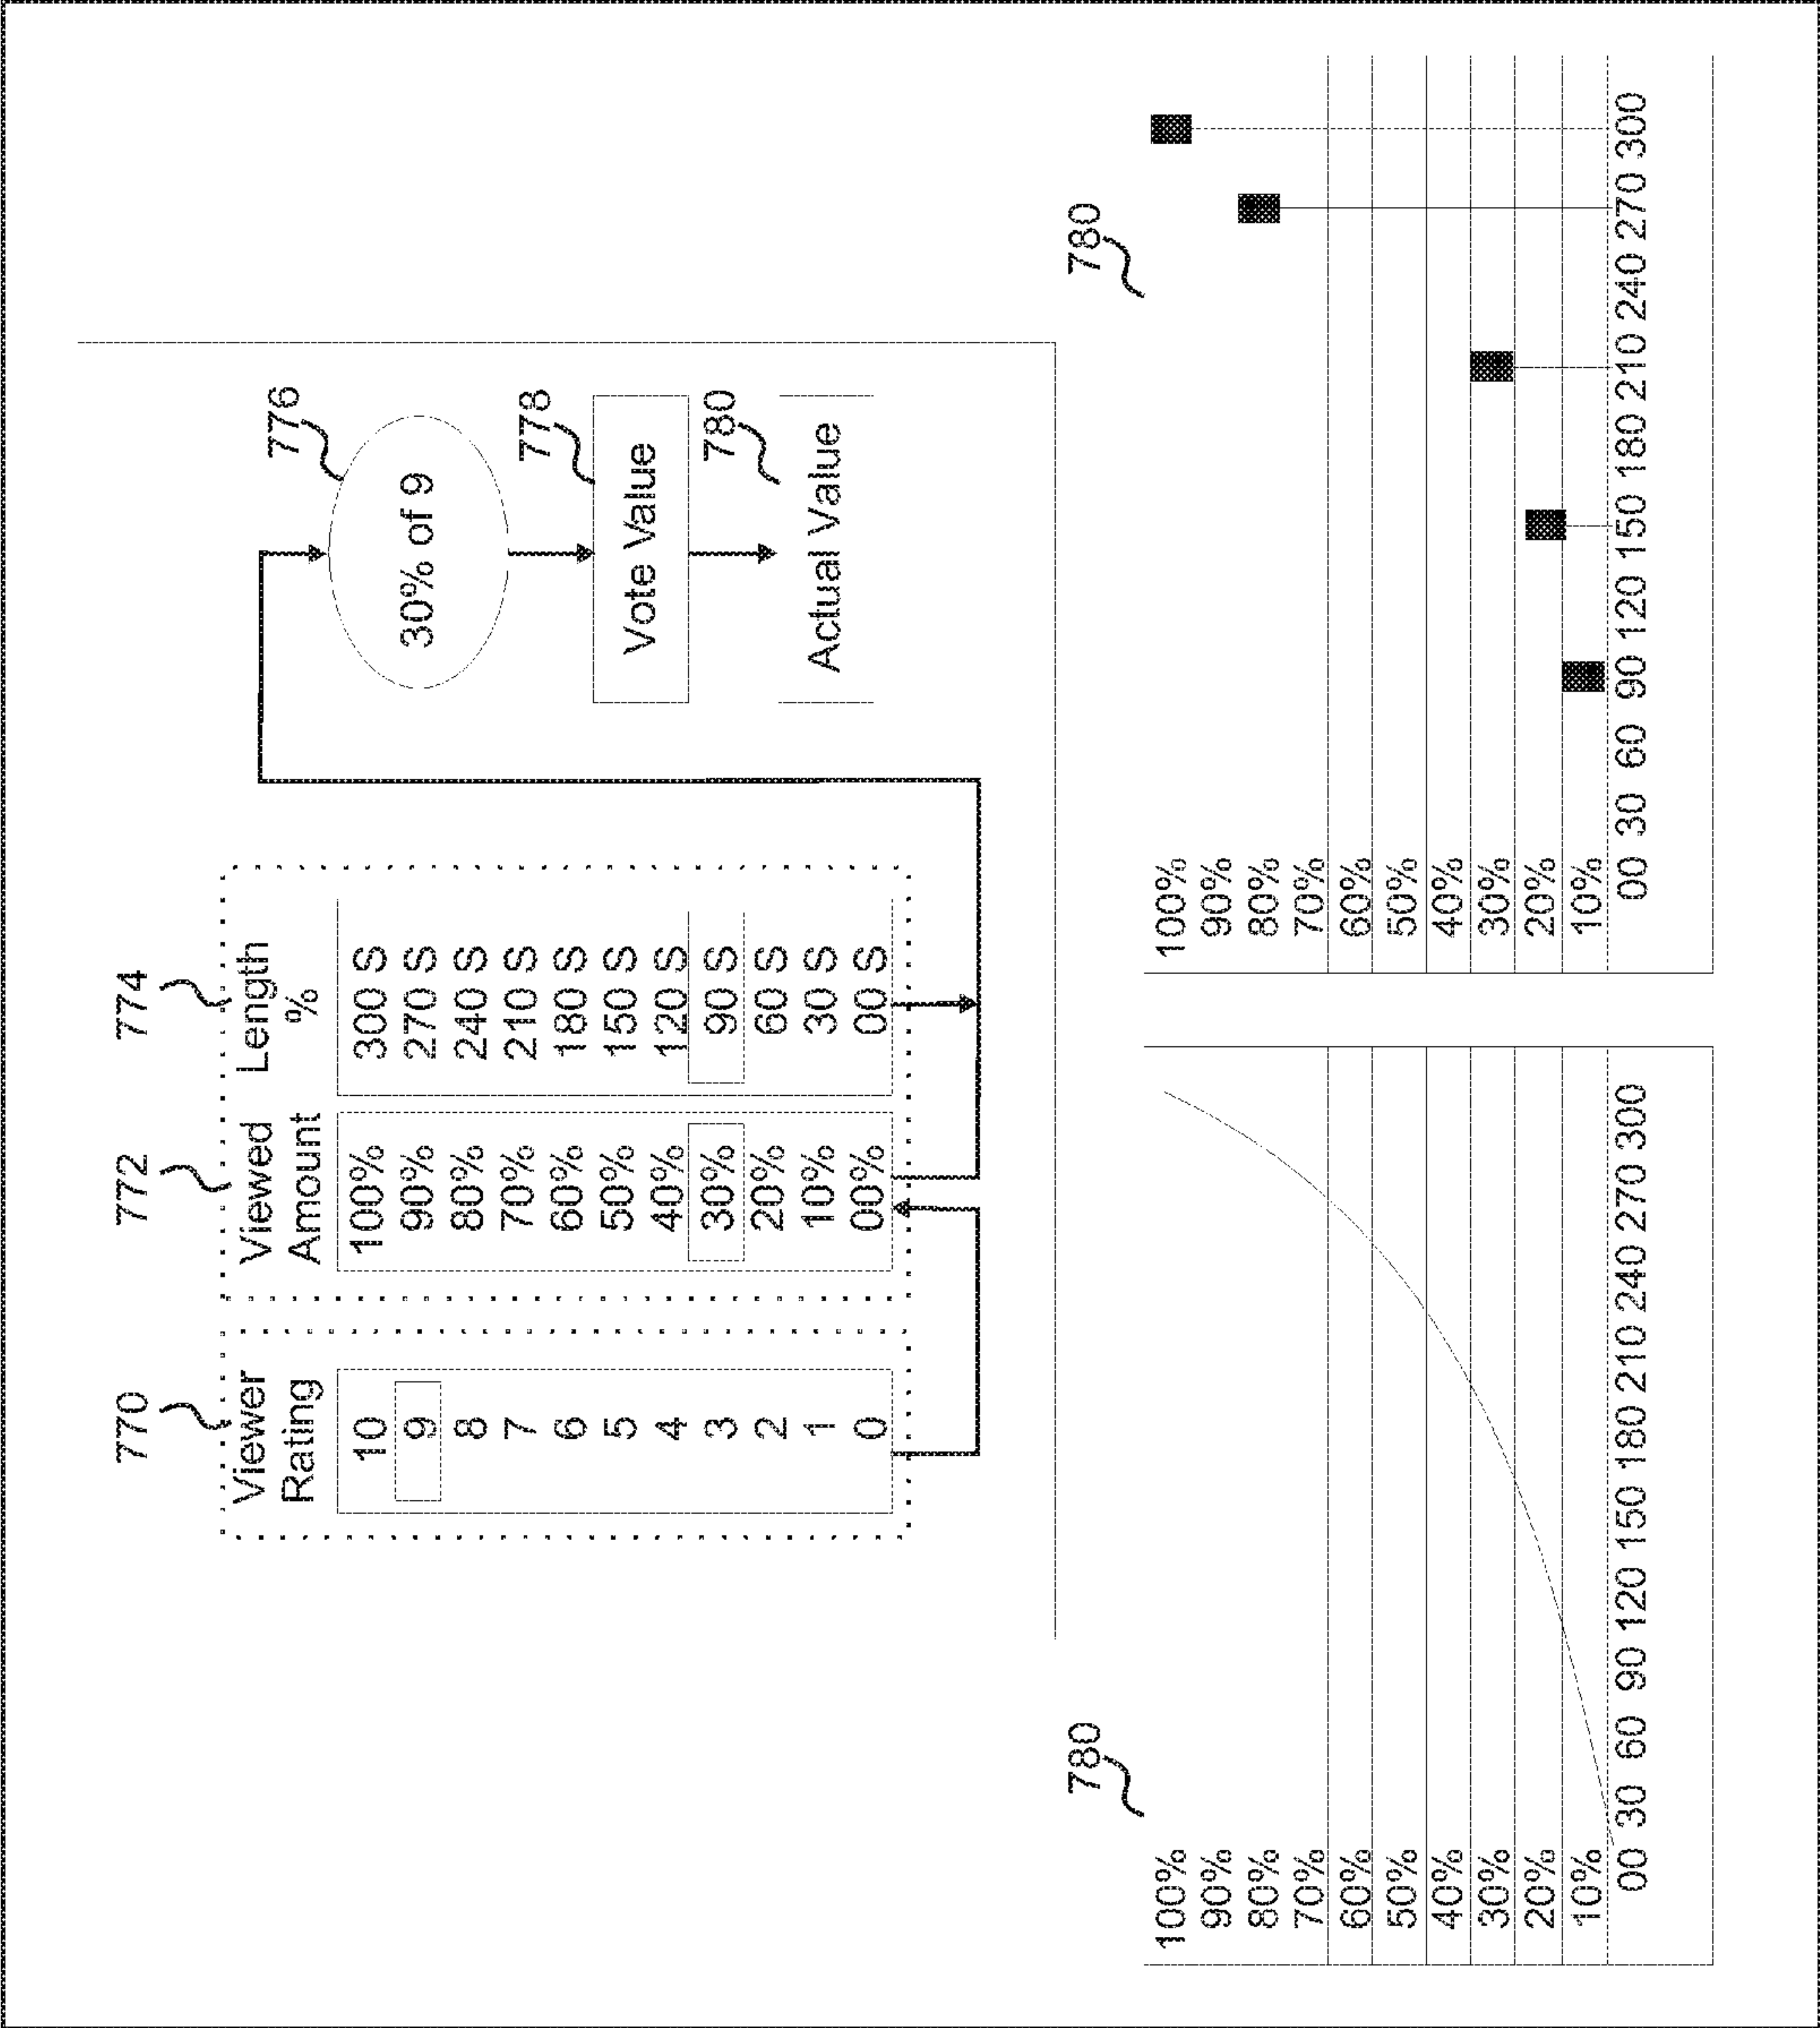 770
772
774
Viewer
Rating
Viewed
Amount
Length
%
10
9
8
7
6
5
4
3
2
1
0
100%
90%
80%
70%
60%
50%
40%
30%
20%
10%
00%
300 S
270 S
240 S
210 S
180 S
150 S
120 S
90 S
60 S
30 S
00 S
776
30% of 9
778
Vote Value
780
Actual Value
780
100%
90%
80%
70%
60%
50%
40%
30%
20%
10%
00 30 60 90 120 150 180 210 240 270 300
780
100%
90%
80%
70%
60%
50%
40%
30%
20%
10%
00 30 60 90 120 150 180 210 240 270 300